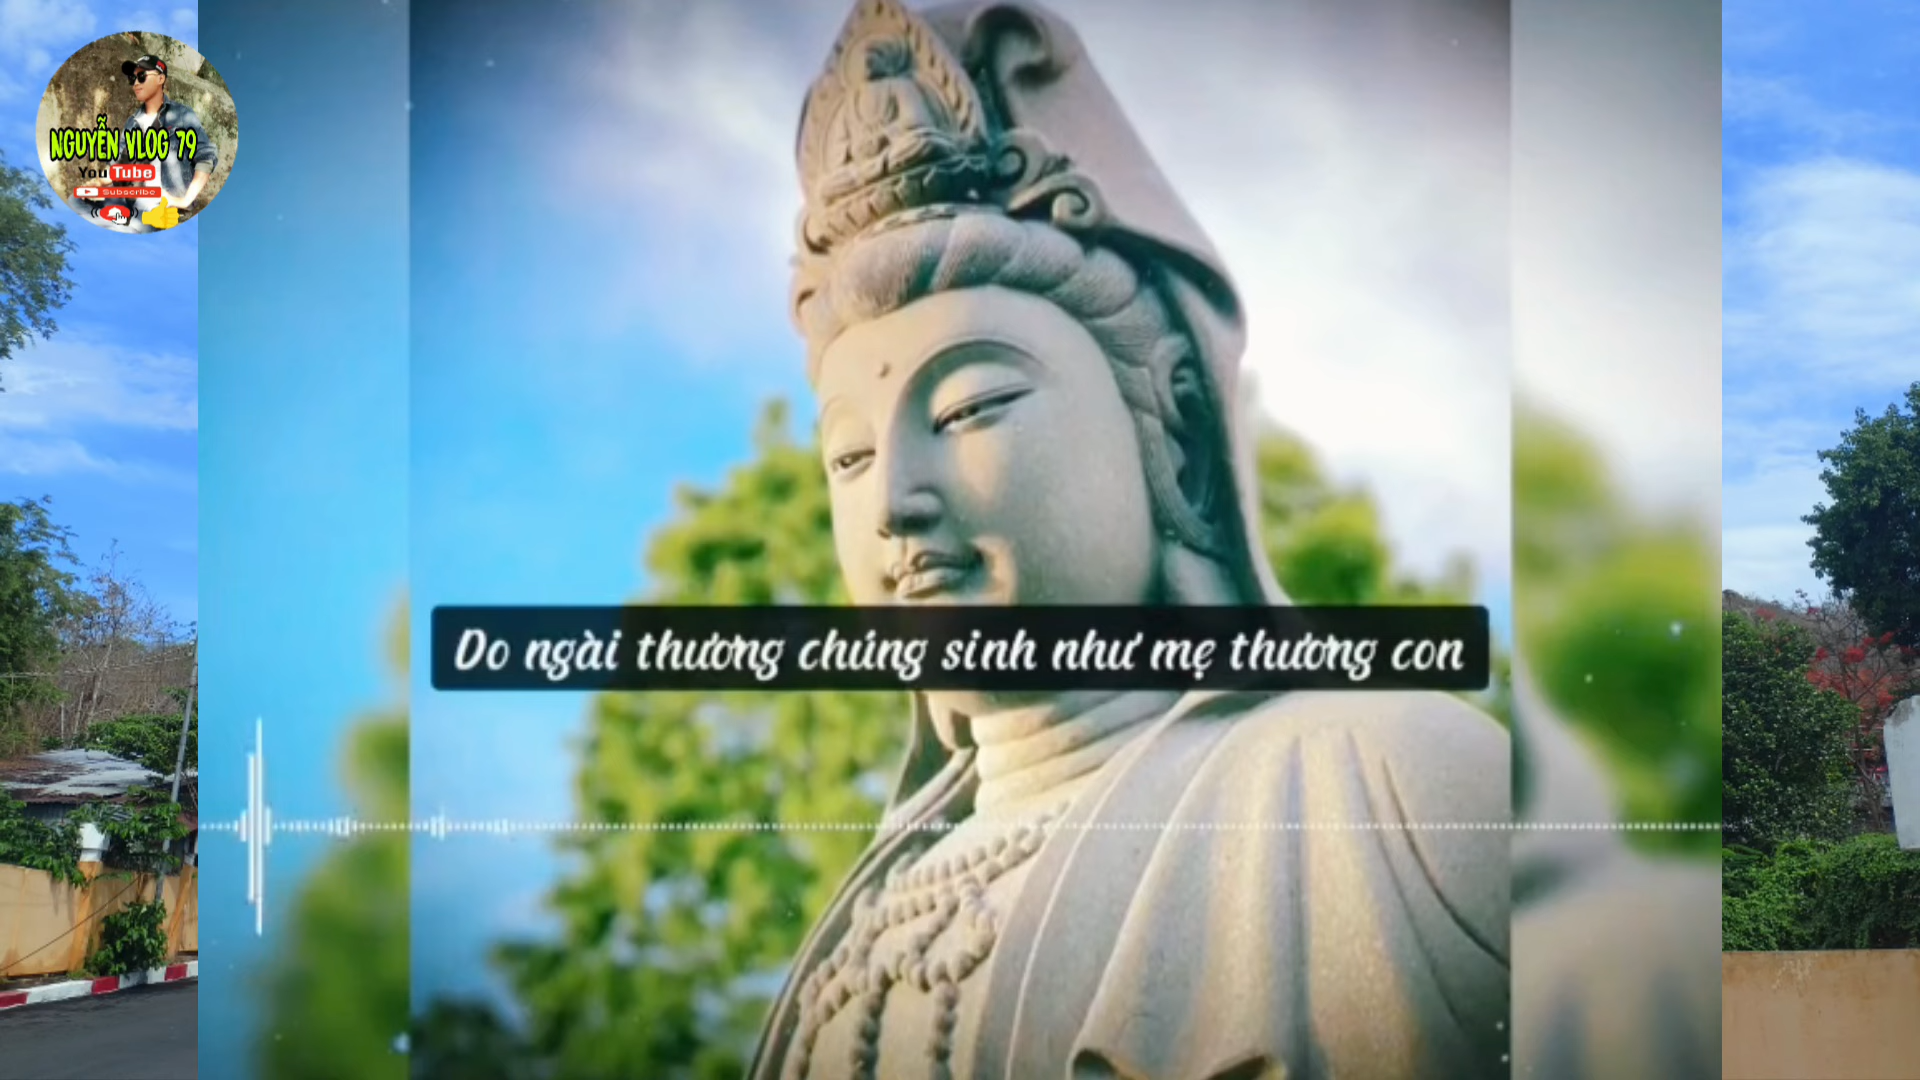 NGUYỄN VLOG 79
YouTube
Subscribe
Do ngài thương chúng sinh như mẹ thương con